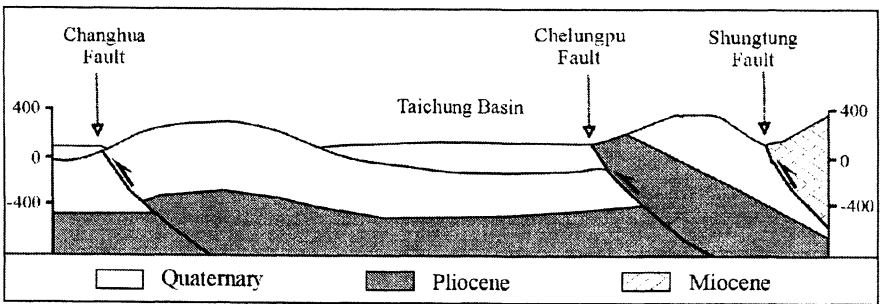 Changhua
Fault
Chelungpu
Fault
Shungtung
Fault
400
0
-400
Taichung Basin
400
0
-400
Quaternary
Pliocene
Miocene